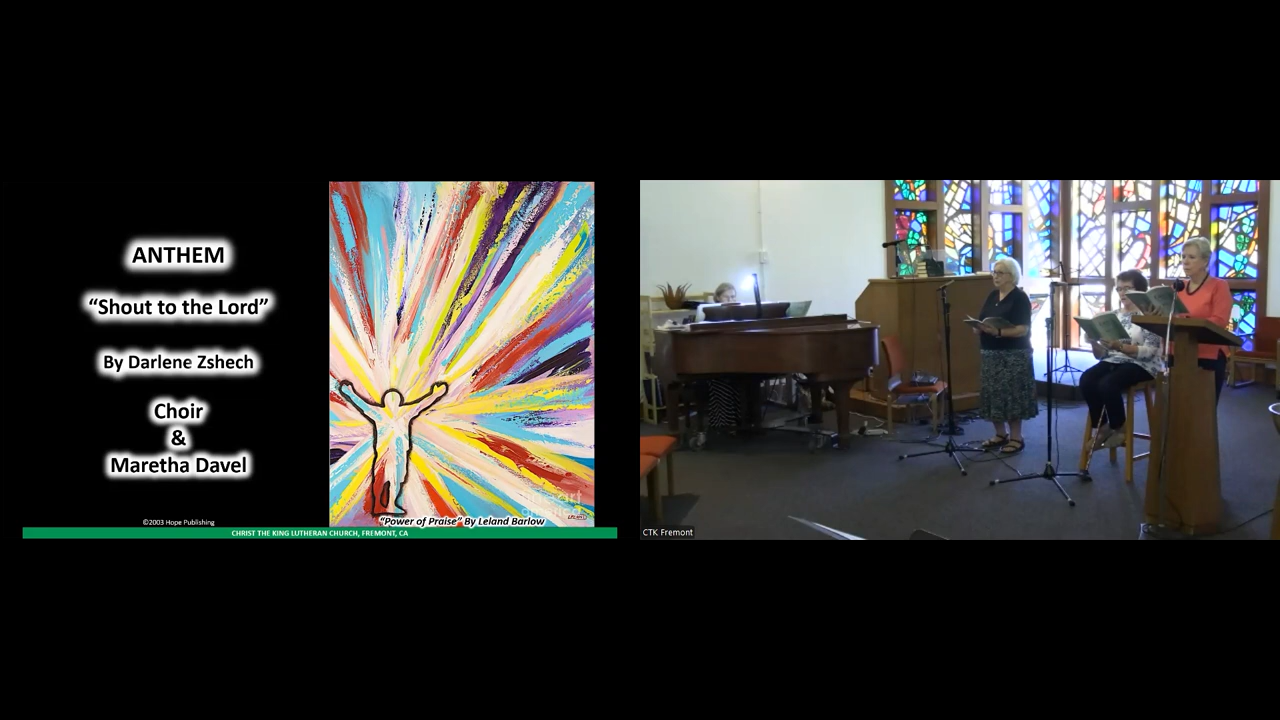 ANTHEM
“Shout to the Lord”
By Darlene Zshech
Choir
&
Maretha Davel
©2003 Hope Publishing
“Power of Praise” By Leland Barlow
CHRIST THE KING LUTHERAN CHURCH, FREMONT, CA
CTK Fremont